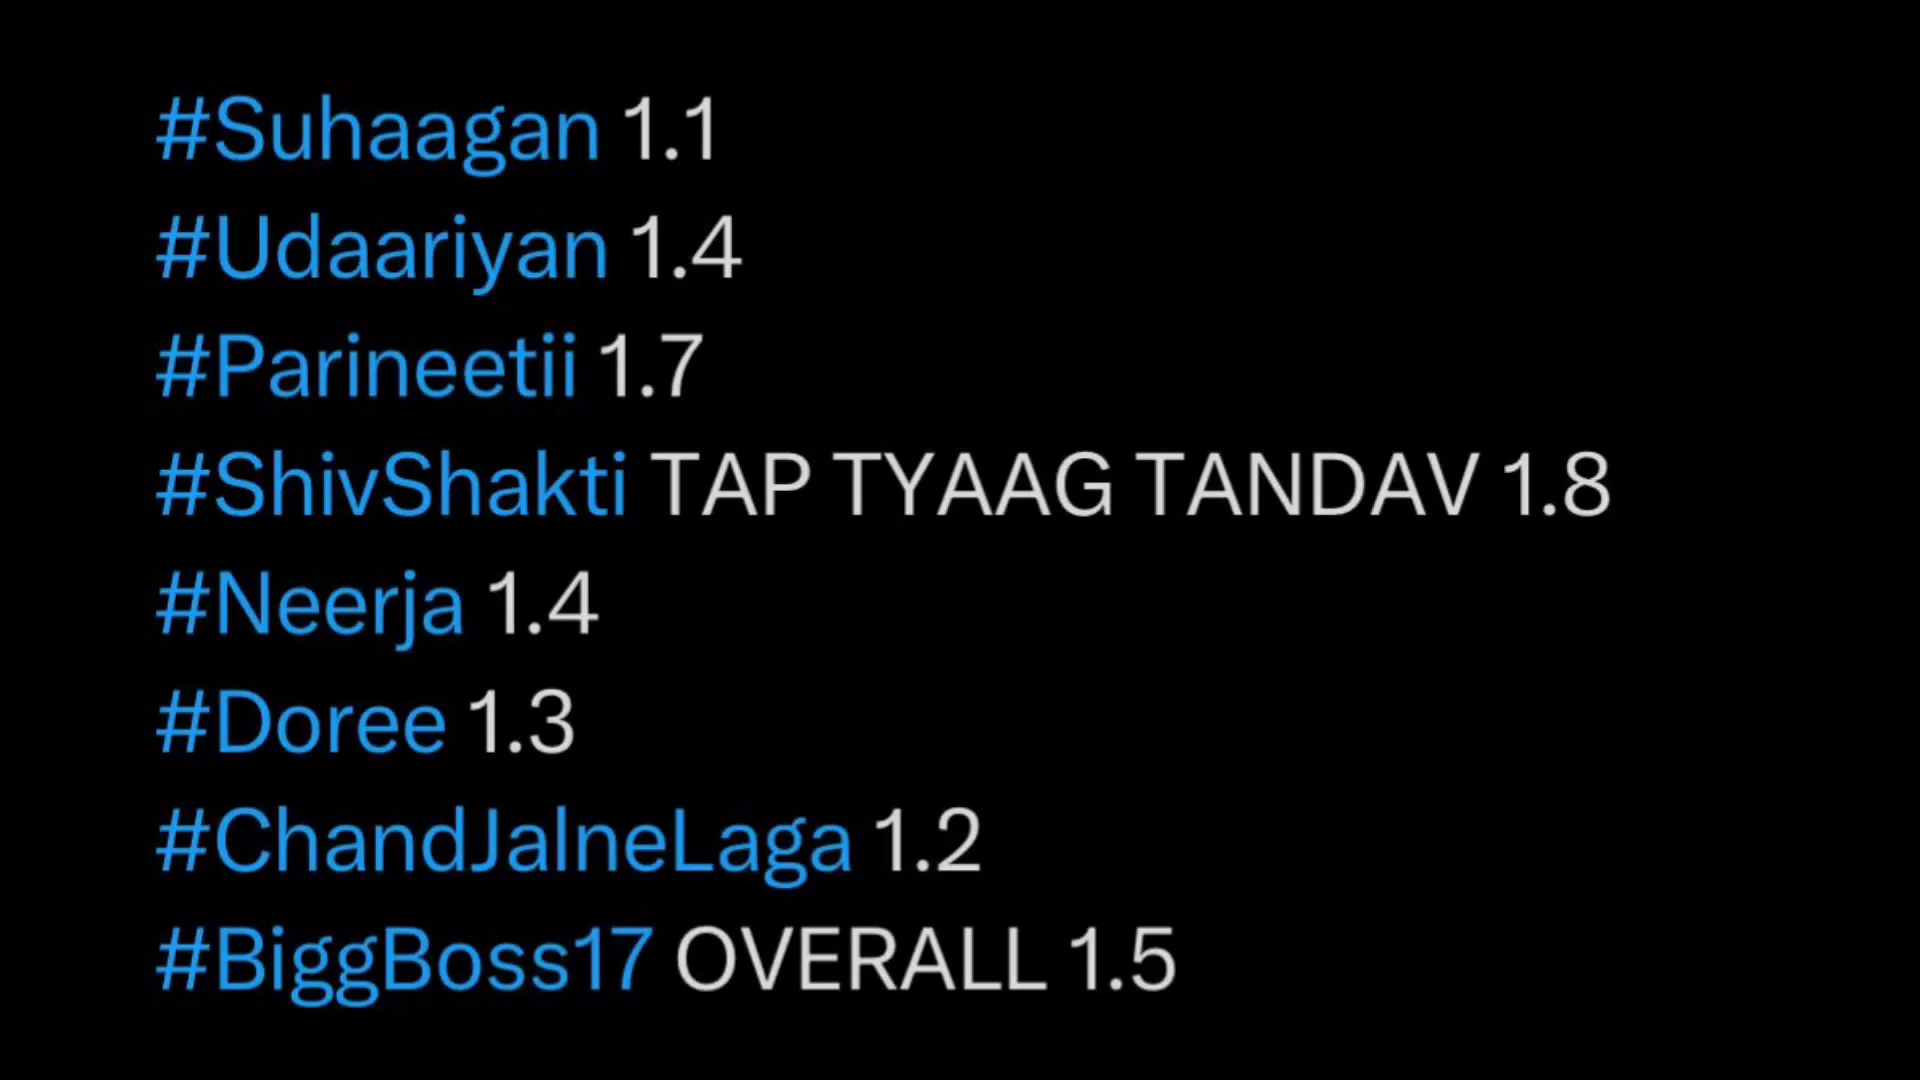 #Suhaagan 1.1
#Udaariyan 1.4
#Parineetii 1.7
#ShivShakti TAP TYAAG TANDAV 1.8
#Neerja 1.4
#Doree 1.3
#ChandJalneLaga 1.2
#BiggBoss17 OVERALL 1.5